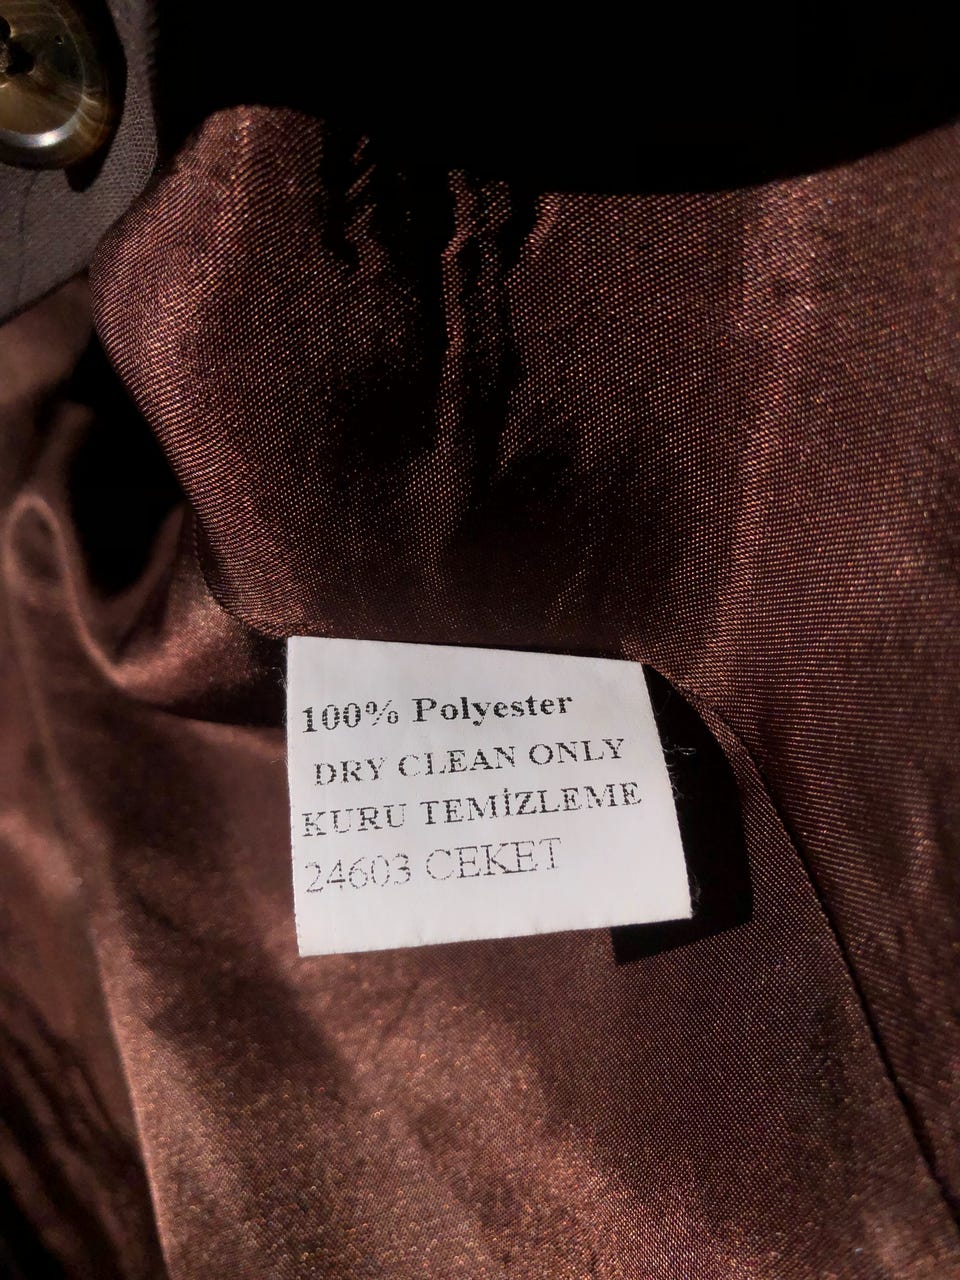 100% Polyester
DRY CLEAN ONLY
KURU TEMİZLEME
24603 CEKET